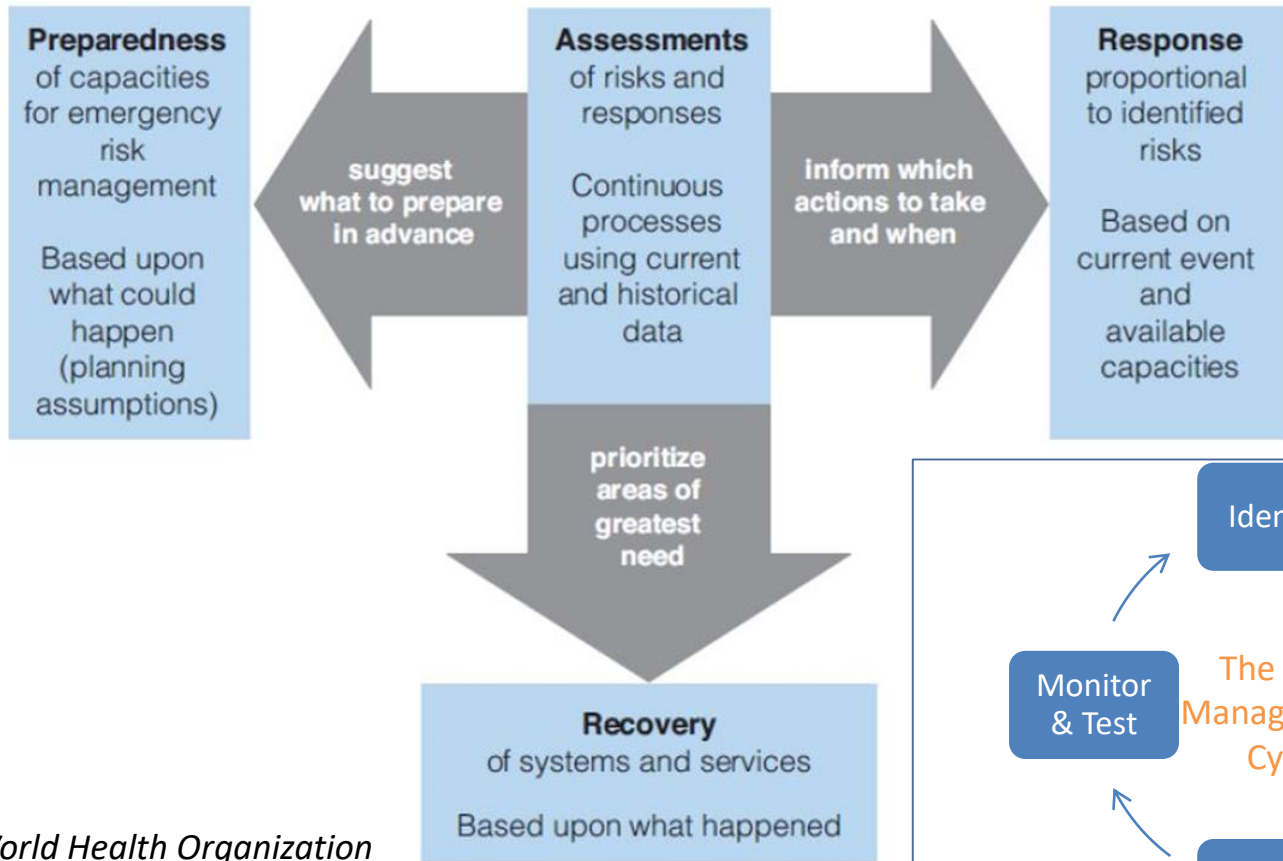 Preparedness
of capacities
for emergency
risk
management
Based upon
what could
happen
(planning
assumptions)
suggest
what to prepare
in advance
Assessments
of risks and
responses
Continuous
processes
using current
and historical
data
inform which
actions to take
and when
Response
proportional
to identified
risks
Based on
current event
and
available
capacities
prioritize
areas of
greatest
need
Recovery
of systems and services
Based upon what happened
World Health Organization
Monitor
& Test
The